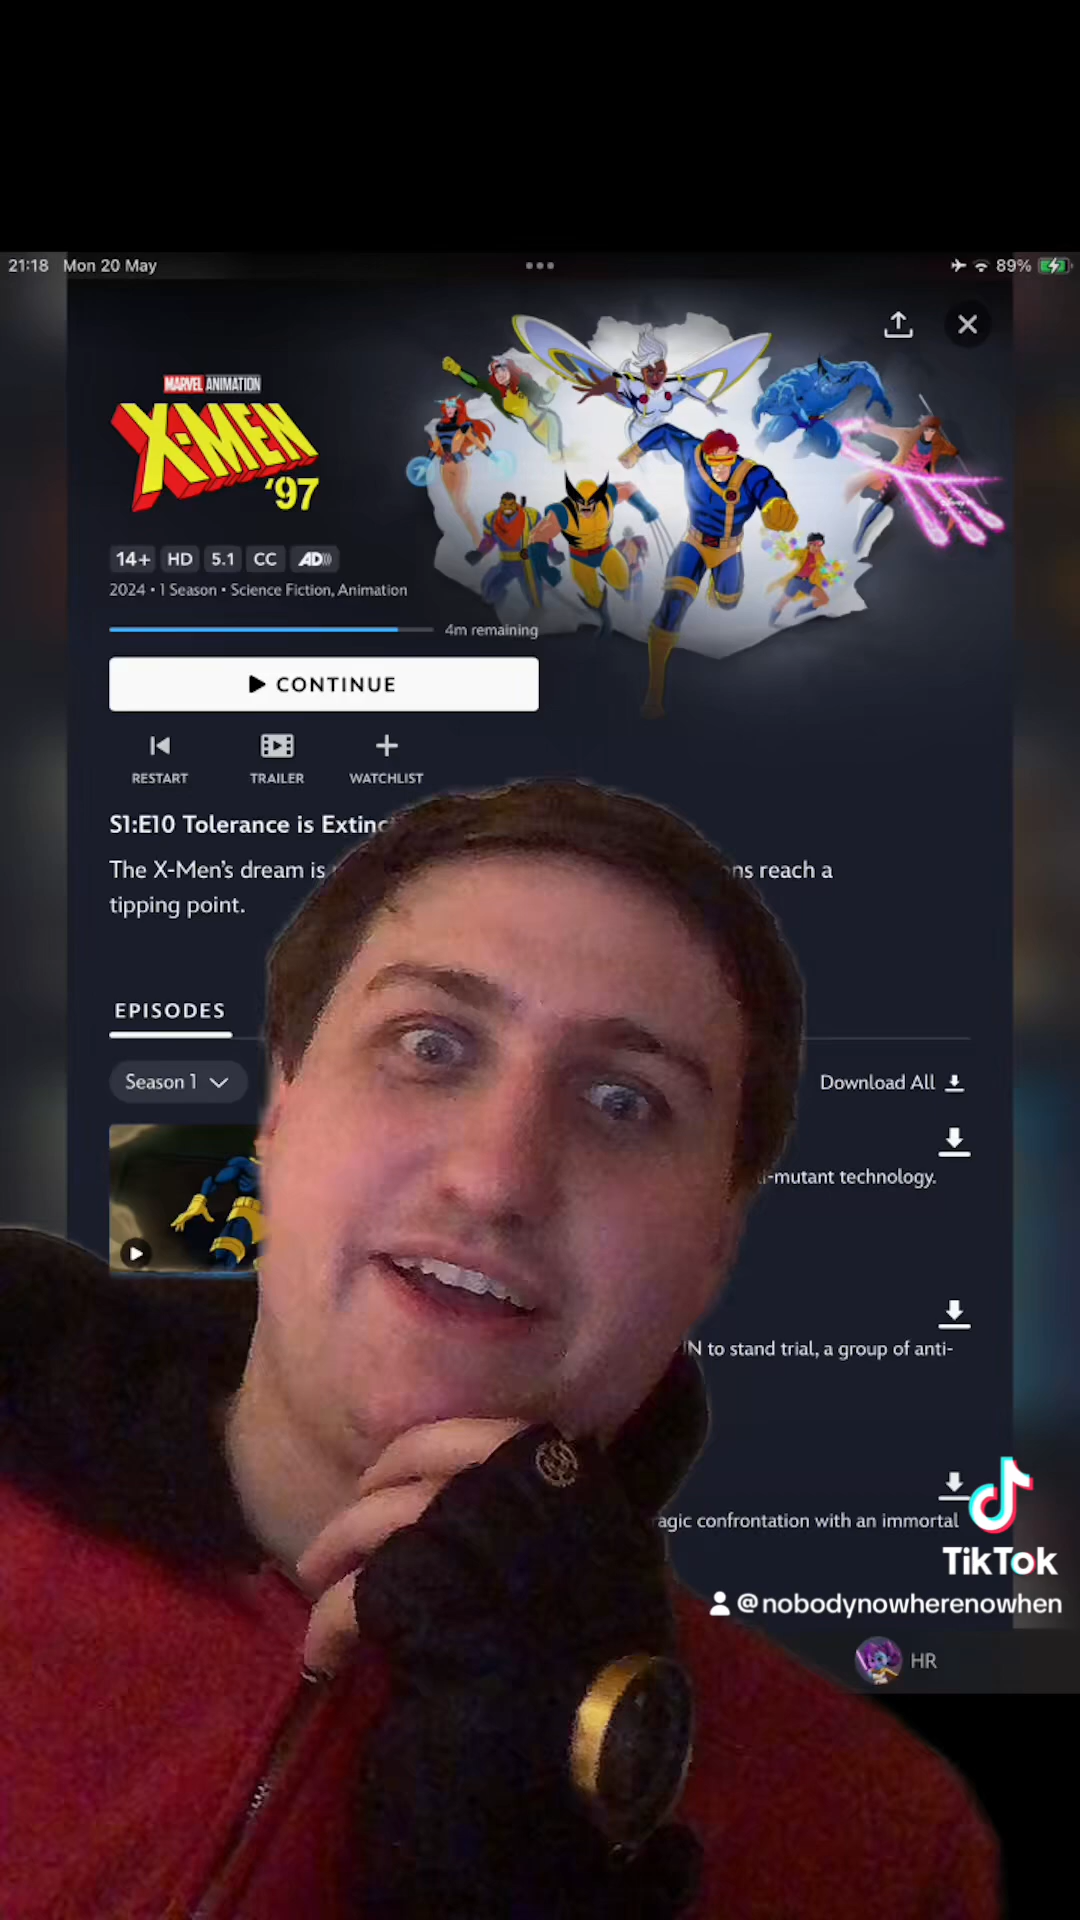 21:18 Mon 20 May
89%
MARVEL ANIMATION
X-MEN
'97
14+ HD 5.1 CC AD
2024 • 1 Season • Science Fiction, Animation
4m remaining
CONTINUE
RESTART TRAILER WATCHLIST
S1:E10 Tolerance is Extinc
The X-Men's dream is ons reach a
tipping point.
EPISODES
Season 1
Download All
i-mutant technology.
N to stand trial, a group of anti-
ragic confrontation with an immortal
TikTok
@nobodynowherenowhen
HR